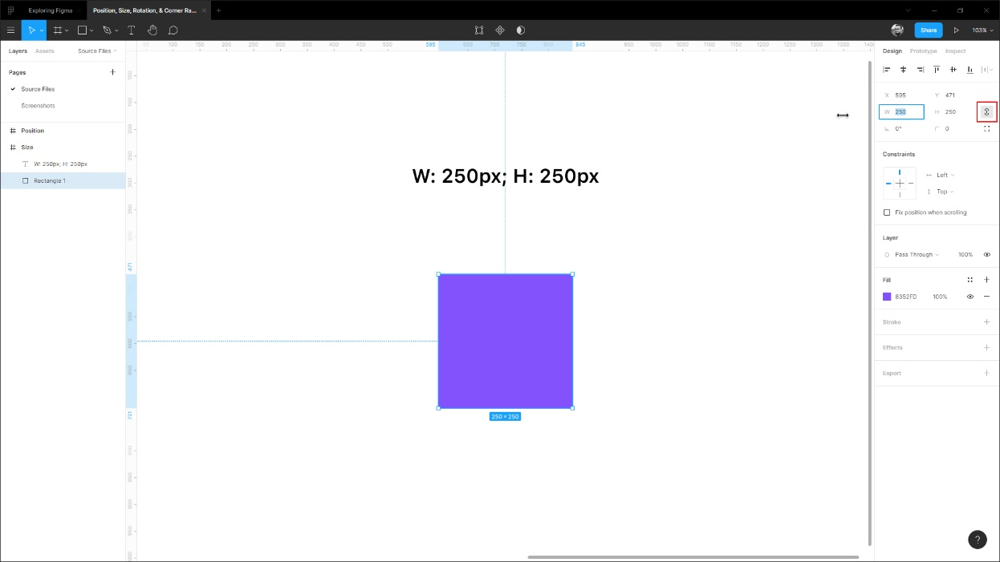 Exploring Figma
Position, Size, Rotation, & Corner Ra...
Share
103%
Layers
Assets
Source Files
Pages
Source Files
Screenshots
Position
Size
W: 250px; H: 250px
Rectangle 1
100
150
200
250
300
350
400
450
500
595
650
700
750
800
845
950
1000
1050
1100
1150
1200
1250
1300
1350
100
150
200
250
300
350
400
471
550
600
650
721
800
850
900
950
W: 250px; H: 250px
250 × 250
Design
Prototype
Inspect
X 595
Y 471
W 250
H 250
0°
0
Constraints
Left
Top
Fix position when scrolling
Layer
Pass Through
100%
Fill
8352FD
100%
Stroke
Effects
Export
?